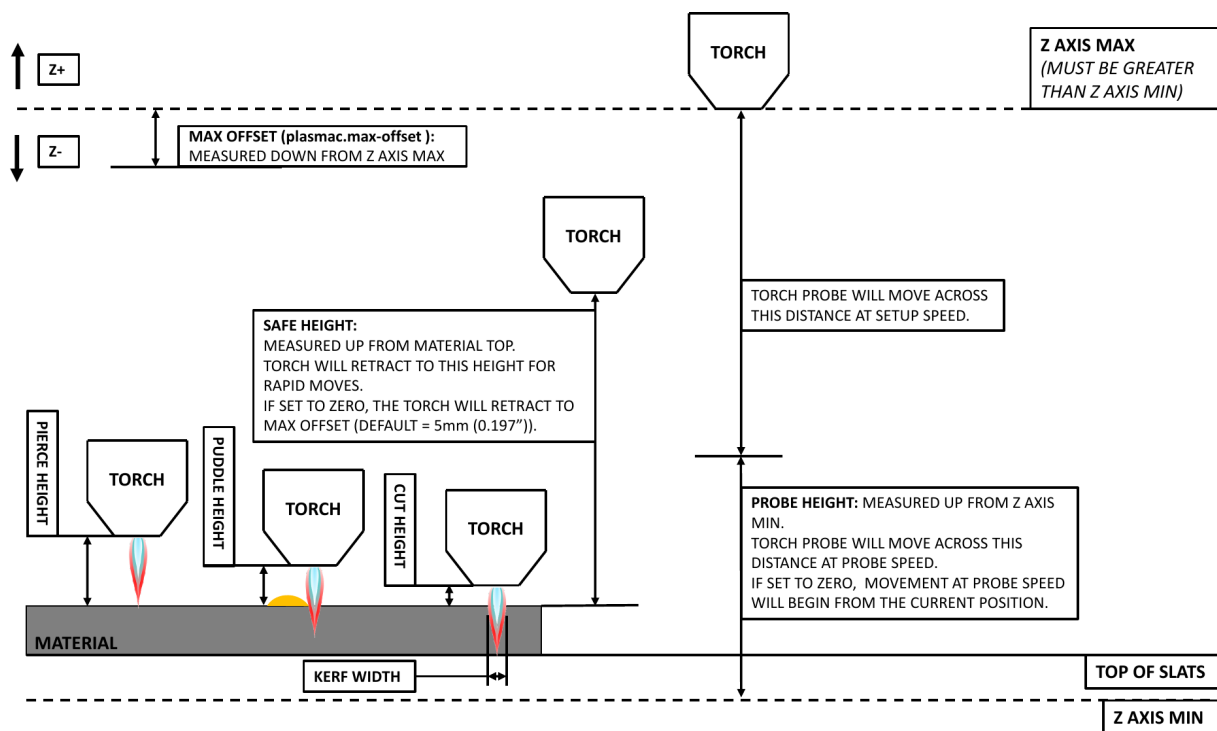 Z+
Z-
MAX OFFSET (plasmac.max-offset ):
MEASURED DOWN FROM Z AXIS MAX
TORCH
Z AXIS MAX
(MUST BE GREATER
THAN Z AXIS MIN)
TORCH
SAFE HEIGHT:
MEASURED UP FROM MATERIAL TOP.
TORCH WILL RETRACT TO THIS HEIGHT FOR
RAPID MOVES.
IF SET TO ZERO, THE TORCH WILL RETRACT TO
MAX OFFSET (DEFAULT = 5mm (0.197”)).
TORCH PROBE WILL MOVE ACROSS
THIS DISTANCE AT SETUP SPEED.
PIERCE HEIGHT
TORCH
PUDDLE HEIGHT
TORCH
CUT HEIGHT
TORCH
PROBE HEIGHT: MEASURED UP FROM Z AXIS
MIN.
TORCH PROBE WILL MOVE ACROSS THIS
DISTANCE AT PROBE SPEED.
IF SET TO ZERO, MOVEMENT AT PROBE SPEED
WILL BEGIN FROM THE CURRENT POSITION.
MATERIAL
KERF WIDTH
TOP OF SLATS
Z AXIS MIN